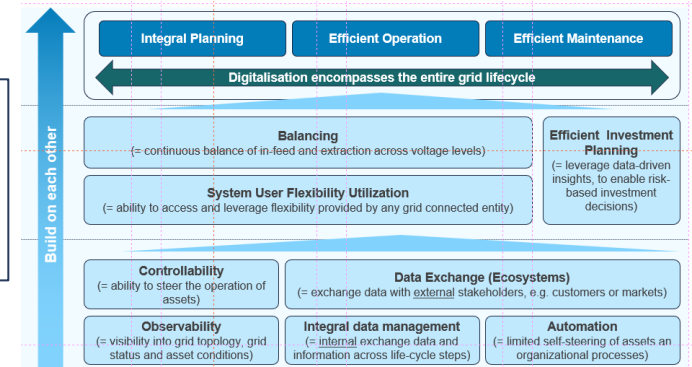 Integral Planning
Efficient Operation
Efficient Maintenance
Digitalisation encompasses the entire grid lifecycle
Build on each other
Balancing
(= continuous balance of in-feed and extraction across voltage levels)
System User Flexibility Utilization
(= ability to access and leverage flexibility provided by any grid connected entity)
Efficient Investment
Planning
(= leverage data-driven
insights, to enable risk-
based investment
decisions)
Controllability
(= ability to steer the operation of
assets)
Data Exchange (Ecosystems)
(= exchange data with external stakeholders, e.g. customers or markets)
Observability
(= visibility into grid topology, grid
status and asset conditions)
Integral data management
(= internal exchange data and
information across life-cycle steps)
Automation
(= limited self-steering of assets an
organizational processes)